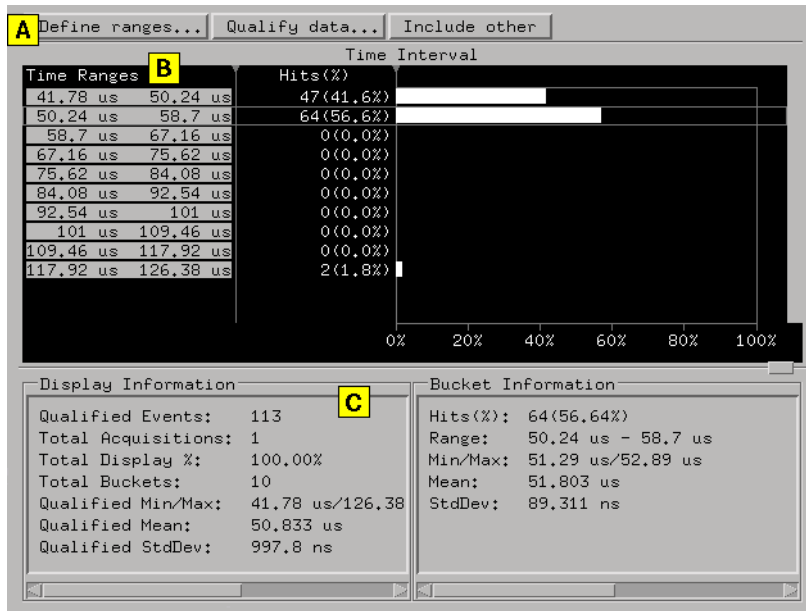 A Define ranges... Qualify data... Include other
Time Interval
Time Ranges B Hits(%)
41.78 us 50.24 us 47(41.6%)
50.24 us 58.7 us 64(56.6%)
58.7 us 67.16 us 0(0.0%)
67.16 us 75.62 us 0(0.0%)
75.62 us 84.08 us 0(0.0%)
84.08 us 92.54 us 0(0.0%)
92.54 us 101 us 0(0.0%)
101 us 109.46 us 0(0.0%)
109.46 us 117.92 us 0(0.0%)
117.92 us 126.38 us 2(1.8%)
0% 20% 40% 60% 80% 100%
Display Information
C
Qualified Events: 113
Total Acquisitions: 1
Total Display %: 100.00%
Total Buckets: 10
Qualified Min/Max: 41.78 us/126.38
Qualified Mean: 50.833 us
Qualified StdDev: 997.8 ns
Bucket Information
Hits(%): 64(56.64%)
Range: 50.24 us - 58.7 us
Min/Max: 51.29 us/52.89 us
Mean: 51.803 us
StdDev: 89.311 ns